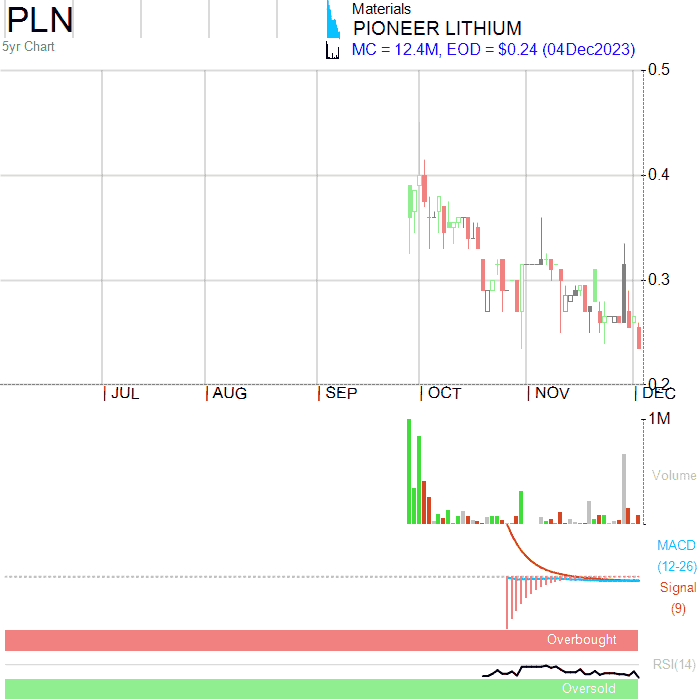 PLN
Materials
PIONEER LITHIUM
5yr Chart
MC = 12.4M, EOD = $0.24 (04Dec2023)
0.5
0.4
0.3
0.2
JUL
AUG
SEP
OCT
NOV
DEC
1M
Volume
MACD
(12-26)
Signal
(9)
Overbought
RSI(14)
Oversold